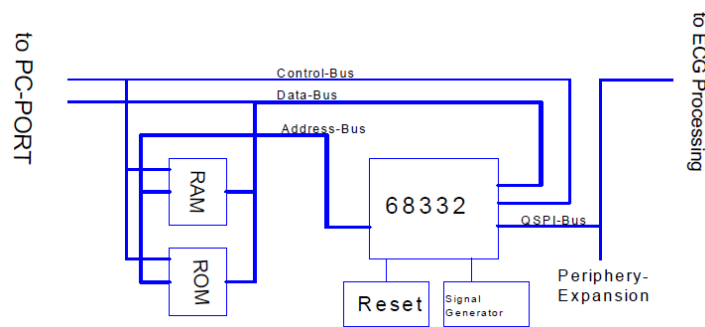 to PC-PORT
to ECG Processing
Control-Bus
Data-Bus
Address-Bus
RAM
68332
QSPI-Bus
ROM
Periphery-
Expansion
Reset
Signal
Generator